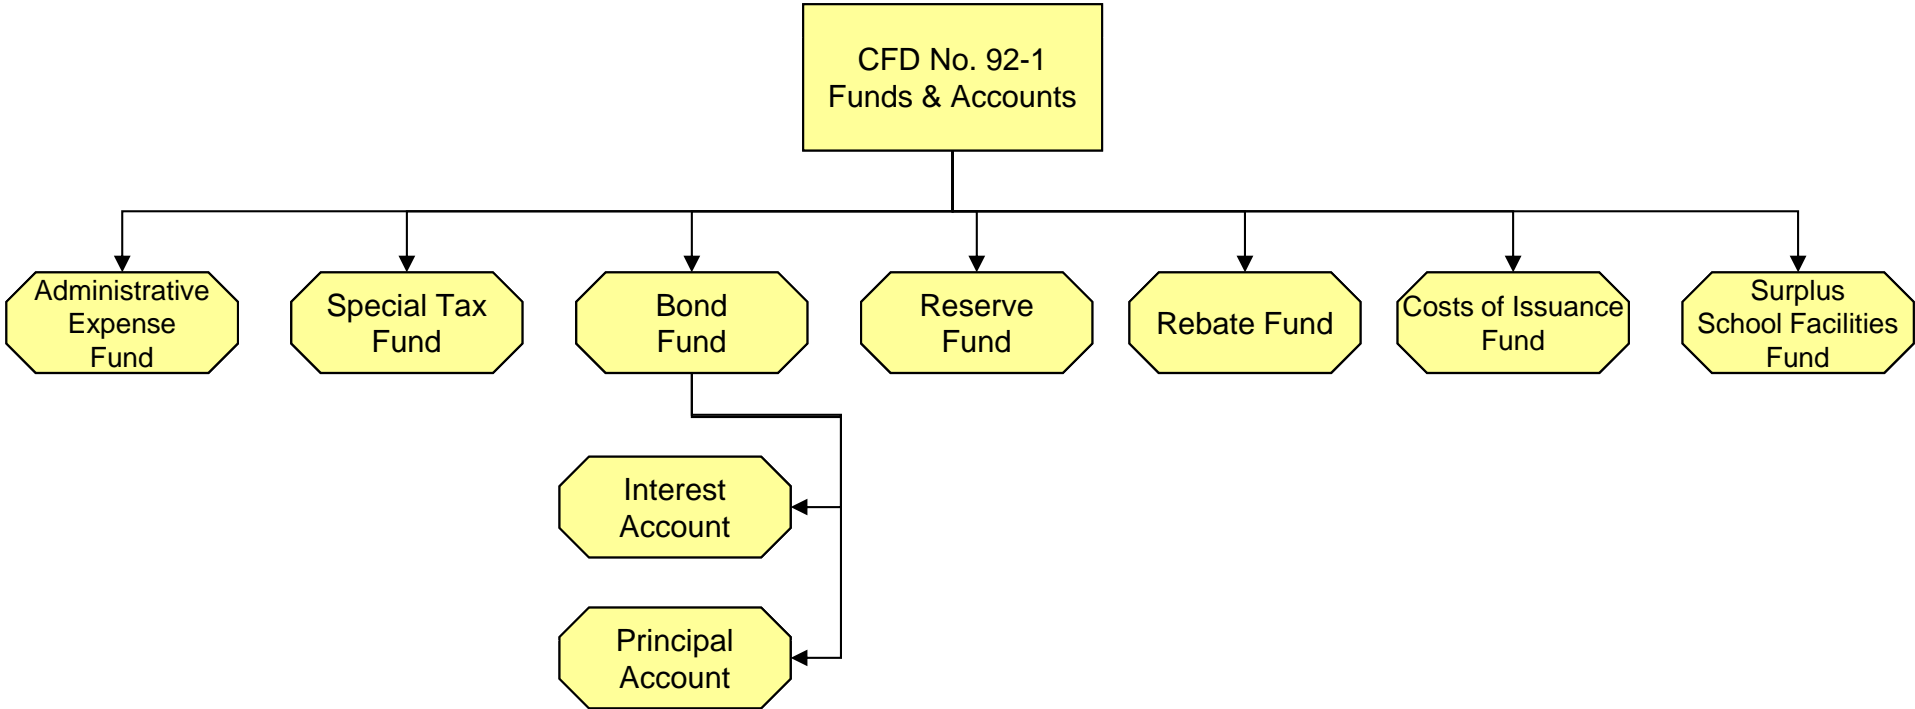 CFD No. 92-1
Funds & Accounts
Administrative
Expense
Fund
Special Tax
Fund
Bond
Fund
Reserve
Fund
Rebate Fund
Costs of Issuance
Fund
Surplus
School Facilities
Fund
Interest
Account
Principal
Account